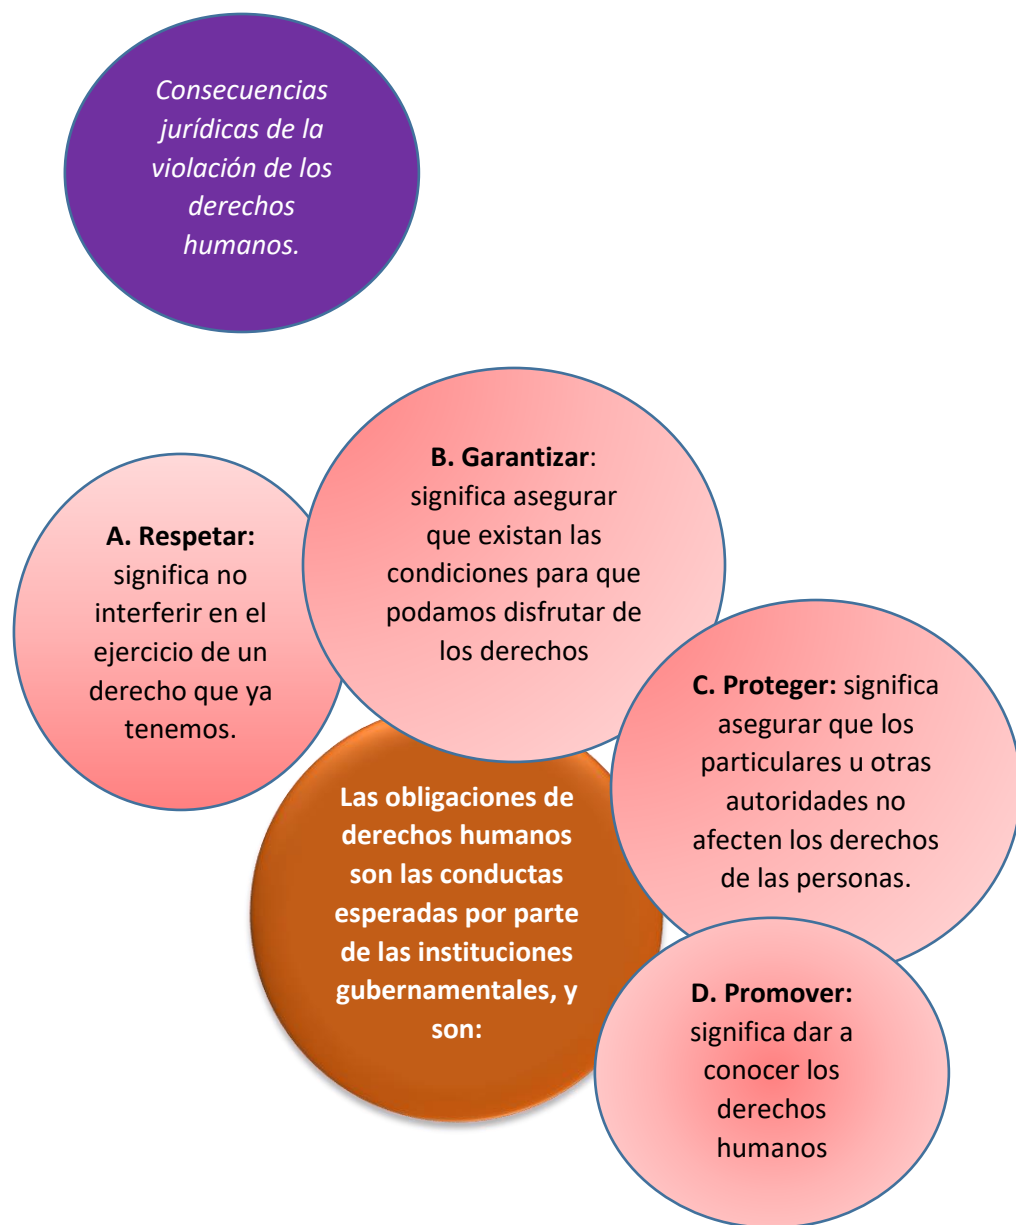 Consecuencias
jurídicas de la
violación de los
derechos
humanos.
A. Respetar:
significa no
interferir en el
ejercicio de un
derecho que ya
tenemos.
B. Garantizar:
significa asegurar
que existan las
condiciones para que
podamos disfrutar de
los derechos
C. Proteger: significa
asegurar que los
particulares u otras
autoridades no
afecten los derechos
de las personas.
Las obligaciones de
derechos humanos
son las conductas
esperadas por parte
de las instituciones
gubernamentales, y
son:
D. Promover:
significa dar a
conocer los
derechos
humanos